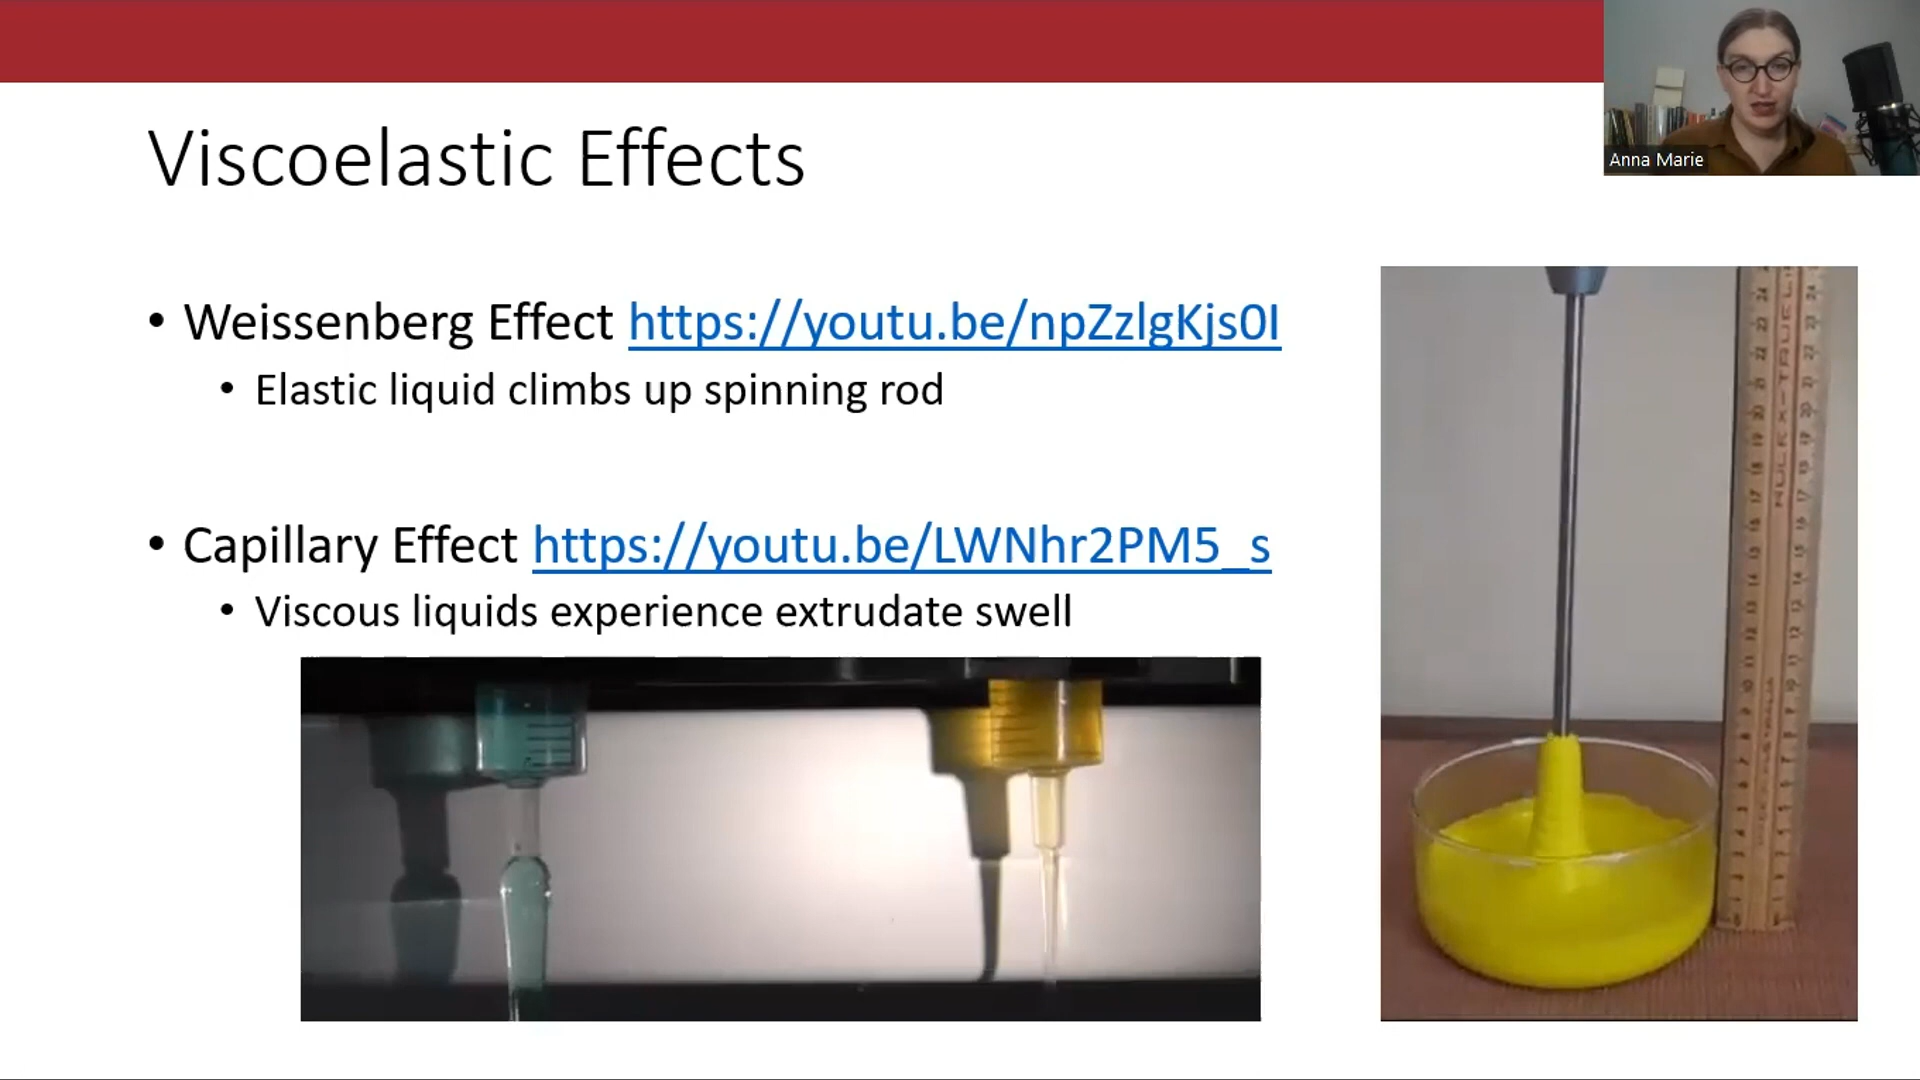 Anna Marie
Viscoelastic Effects
• Weissenberg Effect https://youtu.be/npZzlgKjs0I
• Elastic liquid climbs up spinning rod
• Capillary Effect https://youtu.be/LWNhr2PM5_s
• Viscous liquids experience extrudate swell